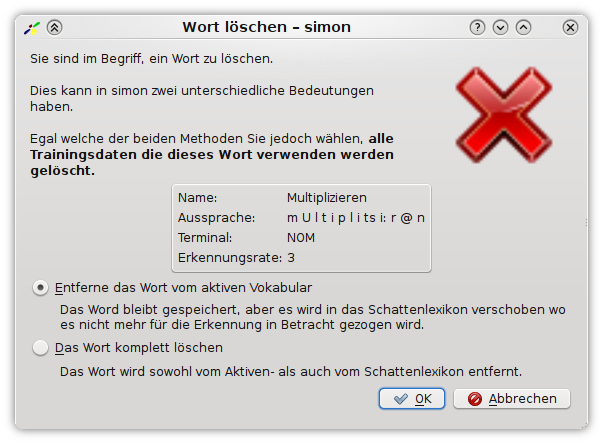 Wort löschen – simon
Sie sind im Begriff, ein Wort zu löschen.
Dies kann in simon zwei unterschiedliche Bedeutungen
haben.
Egal welche der beiden Methoden Sie jedoch wählen, alle
Trainingsdaten die dieses Wort verwenden werden
gelöscht.
Name: Multiplizieren
Aussprache: m U l t i p l i ts i: r @ n
Terminal: NOM
Erkennungsrate: 3
Entferne das Wort vom aktiven Vokabular
Das Word bleibt gespeichert, aber es wird in das Schattenlexikon verschoben wo
es nicht mehr für die Erkennung in Betracht gezogen wird.
Das Wort komplett löschen
Das Wort wird sowohl vom Aktiven- als auch vom Schattenlexikon entfernt.
OK Abbrechen